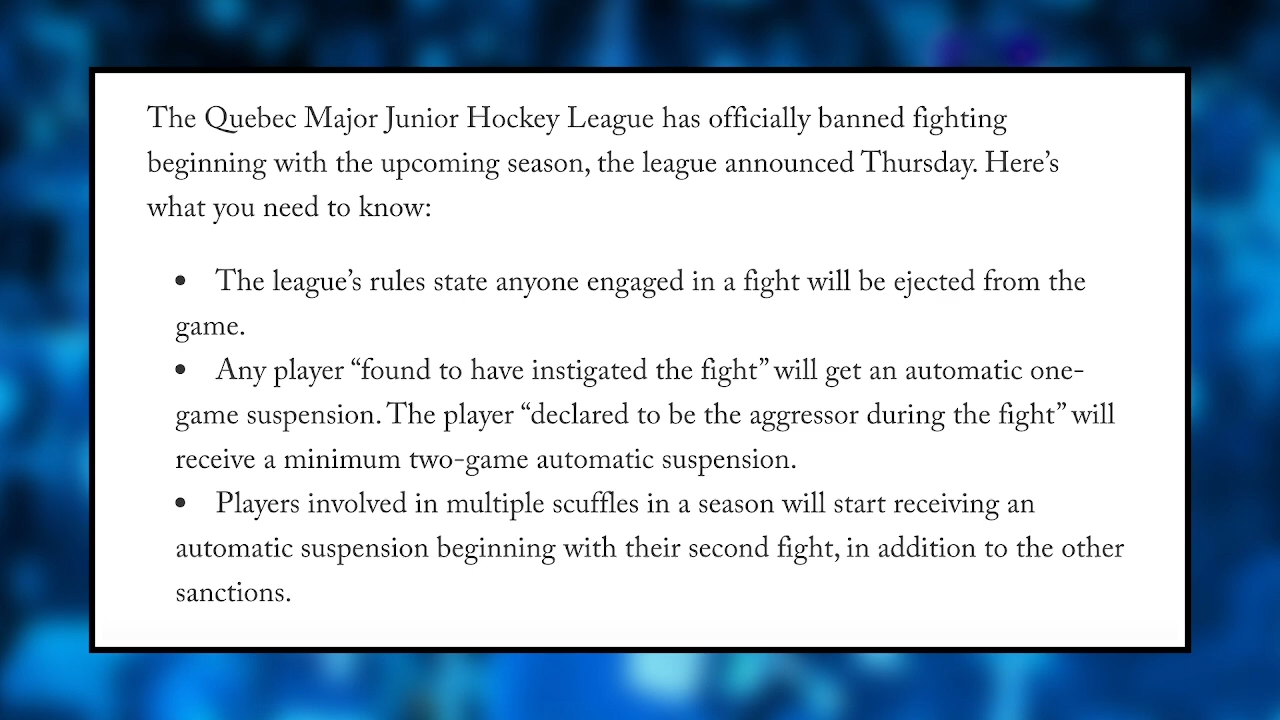 The Quebec Major Junior Hockey League has officially banned fighting
beginning with the upcoming season, the league announced Thursday. Here’s
what you need to know:
• The league’s rules state anyone engaged in a fight will be ejected from the
game.
• Any player “found to have instigated the fight” will get an automatic one-
game suspension. The player “declared to be the aggressor during the fight” will
receive a minimum two-game automatic suspension.
• Players involved in multiple scuffles in a season will start receiving an
automatic suspension beginning with their second fight, in addition to the other
sanctions.